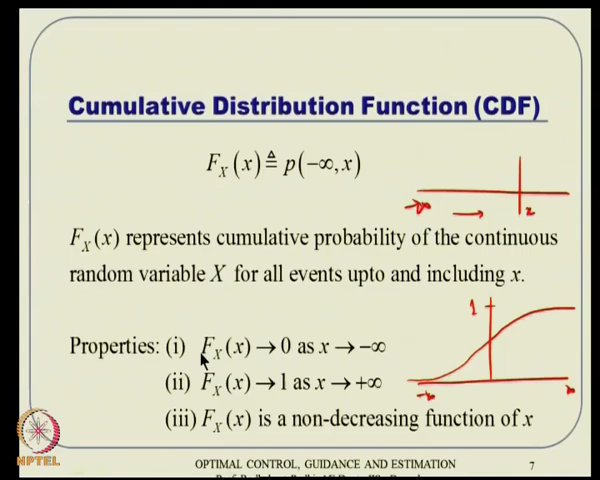 Cumulative Distribution Function (CDF)
F_X(x) ≜ p(−∞, x)
−∞ → x
F_X(x) represents cumulative probability of the continuous
random variable X for all events upto and including x.
1
Properties: (i) F_X(x) → 0 as x → −∞
(ii) F_X(x) → 1 as x → +∞
(iii) F_X(x) is a non-decreasing function of x
NPTEL
OPTIMAL CONTROL, GUIDANCE AND ESTIMATION 7